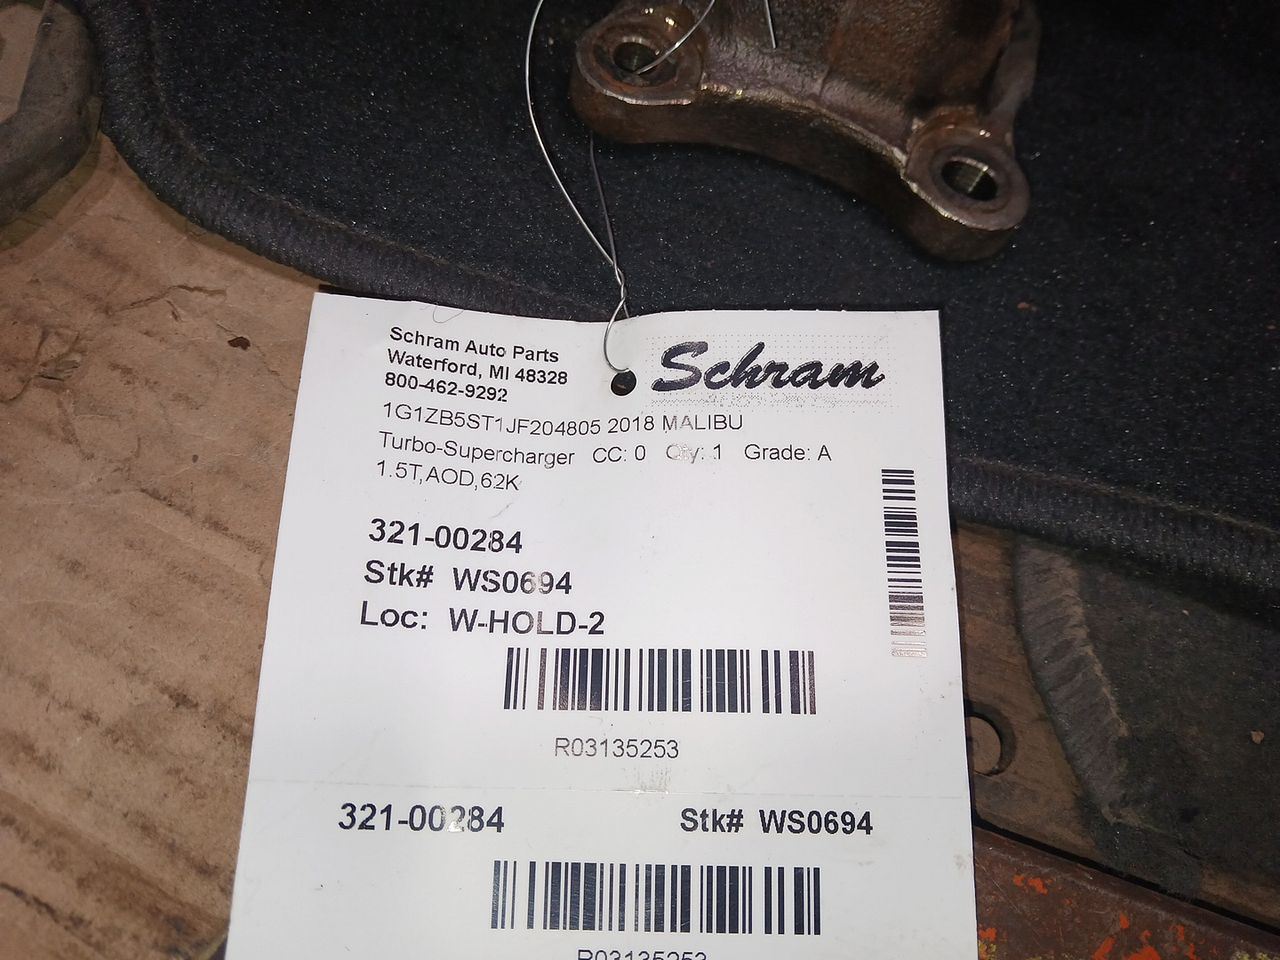 Schram Auto Parts
Waterford, MI 48328
800-462-9292
Schram
1G1ZB5ST1JF204805 2018 MALIBU
Turbo-Supercharger CC: 0 Qty: 1 Grade: A
1.5T,AOD,62K
321-00284
Stk# WS0694
Loc: W-HOLD-2
R03135253
321-00284 Stk# WS0694
R03135253